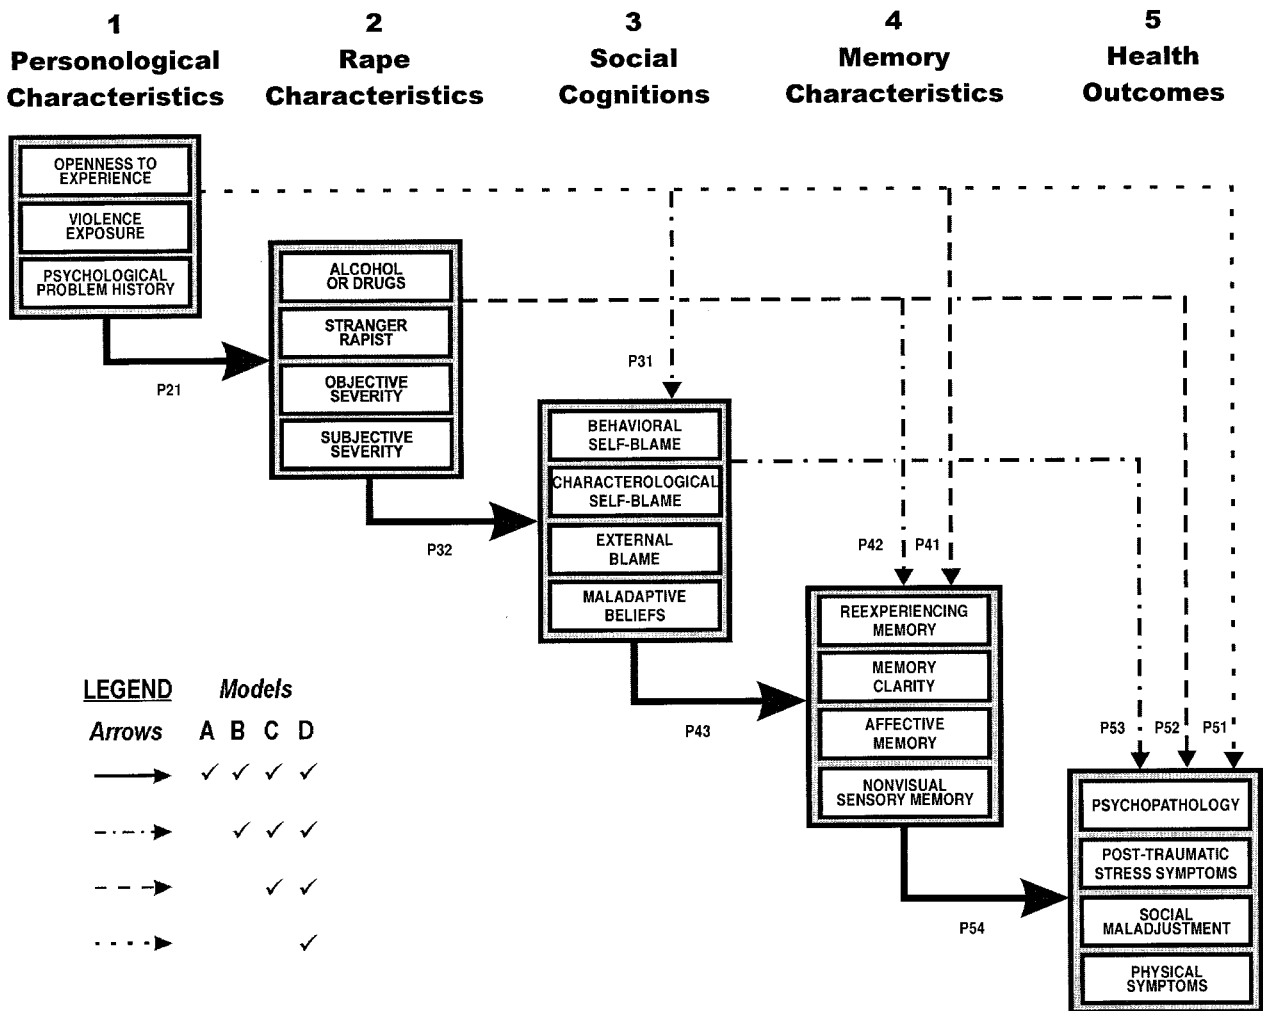 1
Personological
Characteristics
2
Rape
Characteristics
3
Social
Cognitions
4
Memory
Characteristics
5
Health
Outcomes
OPENNESS TO
EXPERIENCE
VIOLENCE
EXPOSURE
PSYCHOLOGICAL
PROBLEM HISTORY
P21
ALCOHOL
OR DRUGS
STRANGER
RAPIST
OBJECTIVE
SEVERITY
SUBJECTIVE
SEVERITY
P32
P31
BEHAVIORAL
SELF-BLAME
CHARACTEROLOGICAL
SELF-BLAME
EXTERNAL
BLAME
MALADAPTIVE
BELIEFS
P43
P42
P41
REEXPERIENCING
MEMORY
MEMORY
CLARITY
AFFECTIVE
MEMORY
NONVISUAL
SENSORY MEMORY
P54
P53
P52
P51
PSYCHOPATHOLOGY
POST-TRAUMATIC
STRESS SYMPTOMS
SOCIAL
MALADJUSTMENT
PHYSICAL
SYMPTOMS
LEGEND Models
Arrows A B C D
✓ ✓ ✓ ✓
✓ ✓ ✓
✓ ✓
✓